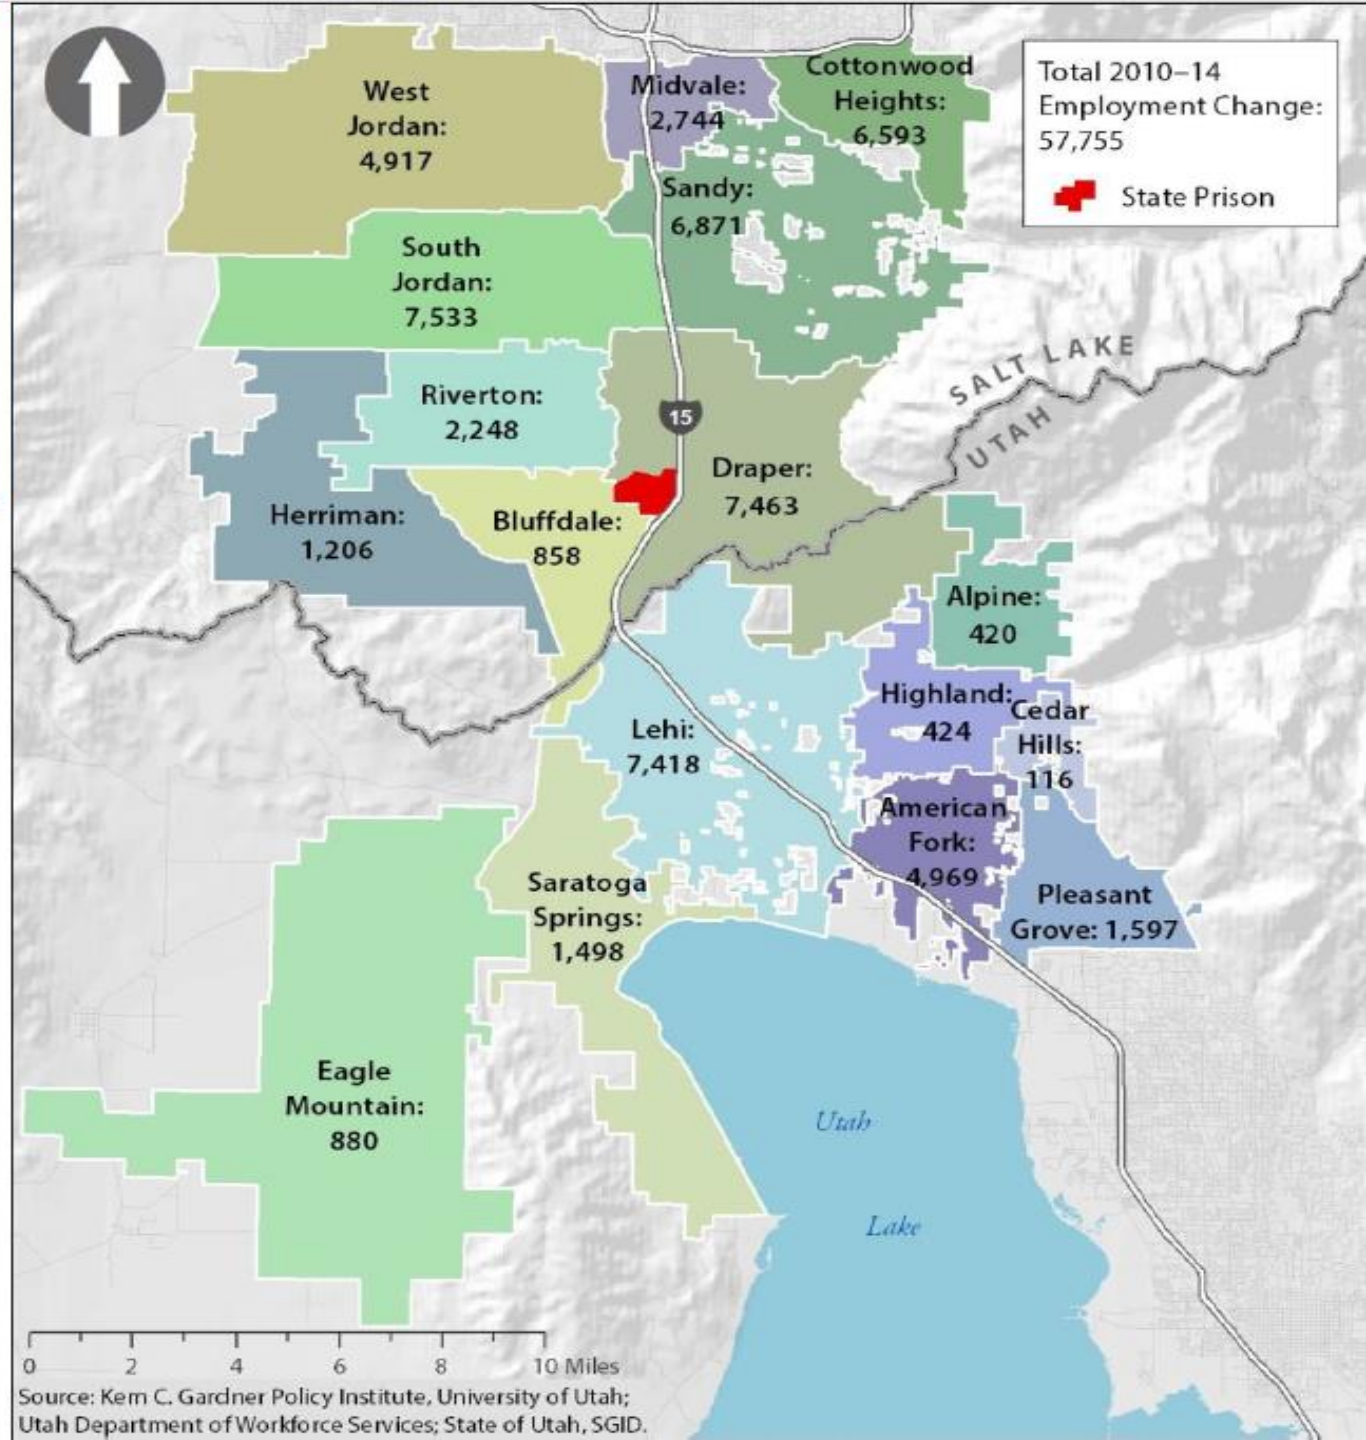 West
Jordan:
4,917
Midvale:
2,744
Cottonwood
Heights:
6,593
Total 2010–14
Employment Change:
57,755
State Prison
Sandy:
6,871
South
Jordan:
7,533
SALT LAKE
UTAH
Riverton:
2,248
15
Draper:
7,463
Herriman:
1,206
Bluffdale:
858
Alpine:
420
Highland:
424
Cedar
Hills:
116
Lehi:
7,418
American
Fork:
4,969
Saratoga
Springs:
1,498
Pleasant
Grove: 1,597
Eagle
Mountain:
880
Utah
Lake
0 2 4 6 8 10 Miles
Source: Kem C. Gardner Policy Institute, University of Utah;
Utah Department of Workforce Services; State of Utah, SGID.